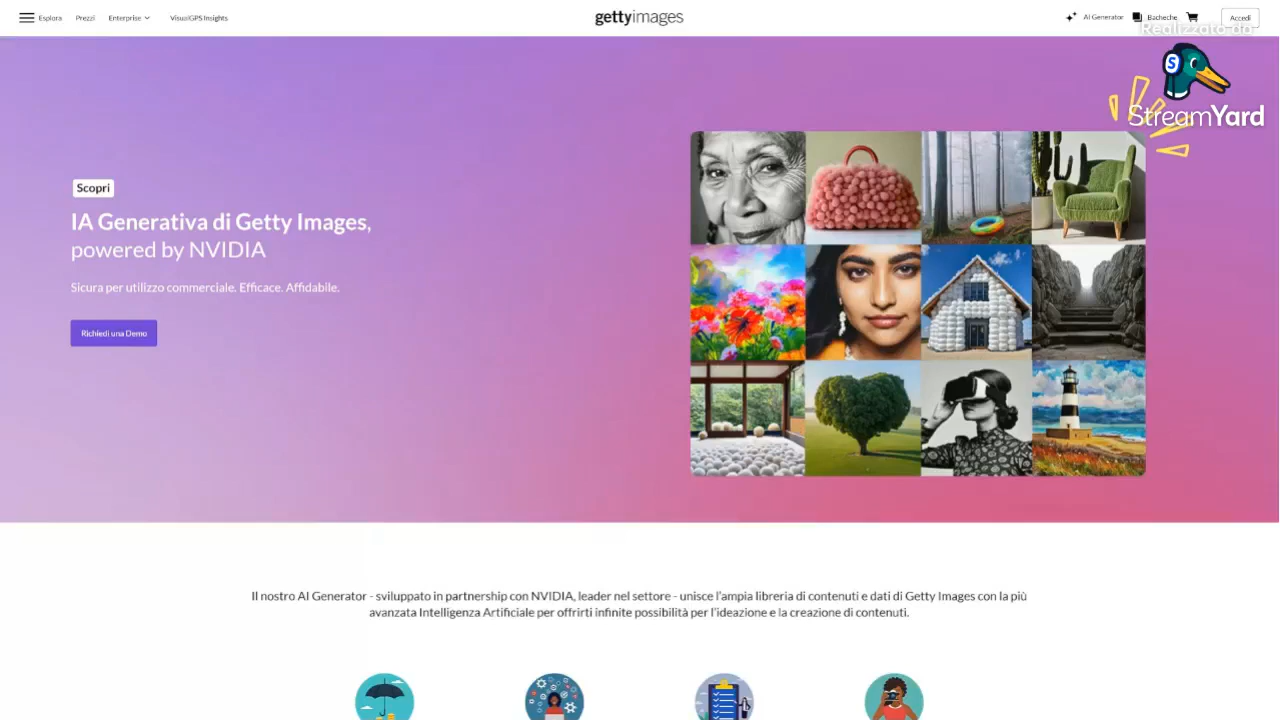 Esplora
Prezzi
Enterprise
VisualGPS Insights
gettyimages
AI Generator
Bacheche
Accedi
Realizzato da
S
StreamYard
Scopri
IA Generativa di Getty Images,
powered by NVIDIA
Sicura per utilizzo commerciale. Efficace. Affidabile.
Richiedi una Demo
Il nostro AI Generator - sviluppato in partnership con NVIDIA, leader nel settore - unisce l'ampia libreria di contenuti e dati di Getty Images con la più
avanzata Intelligenza Artificiale per offrirti infinite possibilità per l'ideazione e la creazione di contenuti.